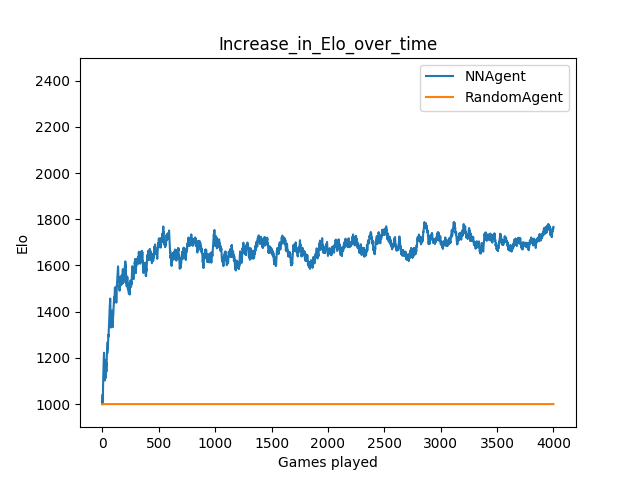 Increase_in_Elo_over_time
NNAgent
RandomAgent
2400
2200
2000
1800
1600
1400
1200
1000
Elo
0 500 1000 1500 2000 2500 3000 3500 4000
Games played